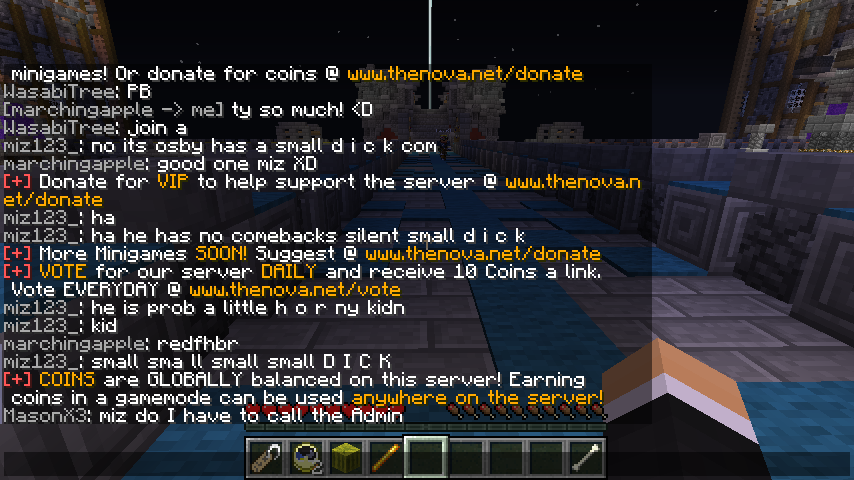 minigames! Or donate for coins @ www.thenova.net/donate
WasabiTree: PB
[marchingapple -> me] ty so much! <D
WasabiTree: join a
miz123_: no its osby has a small d i c k com
marchingapple: good one miz XD
[+] Donate for VIP to help support the server @ www.thenova.n
et/donate
miz123_: ha
miz123_: ha he has no comebacks silent small d i c k
[+] More Minigames SOON! Suggest @ www.thenova.net/donate
[+] VOTE for our server DAILY and receive 10 Coins a link.
Vote EVERYDAY @ www.thenova.net/vote
miz123_: he is prob a little h o r ny kidn
miz123_: kid
marchingapple: redfhbr
miz123_: small sma ll small small D I C K
[+] COINS are GLOBALLY balanced on this server! Earning
coins in a gamemode can be used anywhere on the server!
MasonX3: miz do I have to call the Admin
2